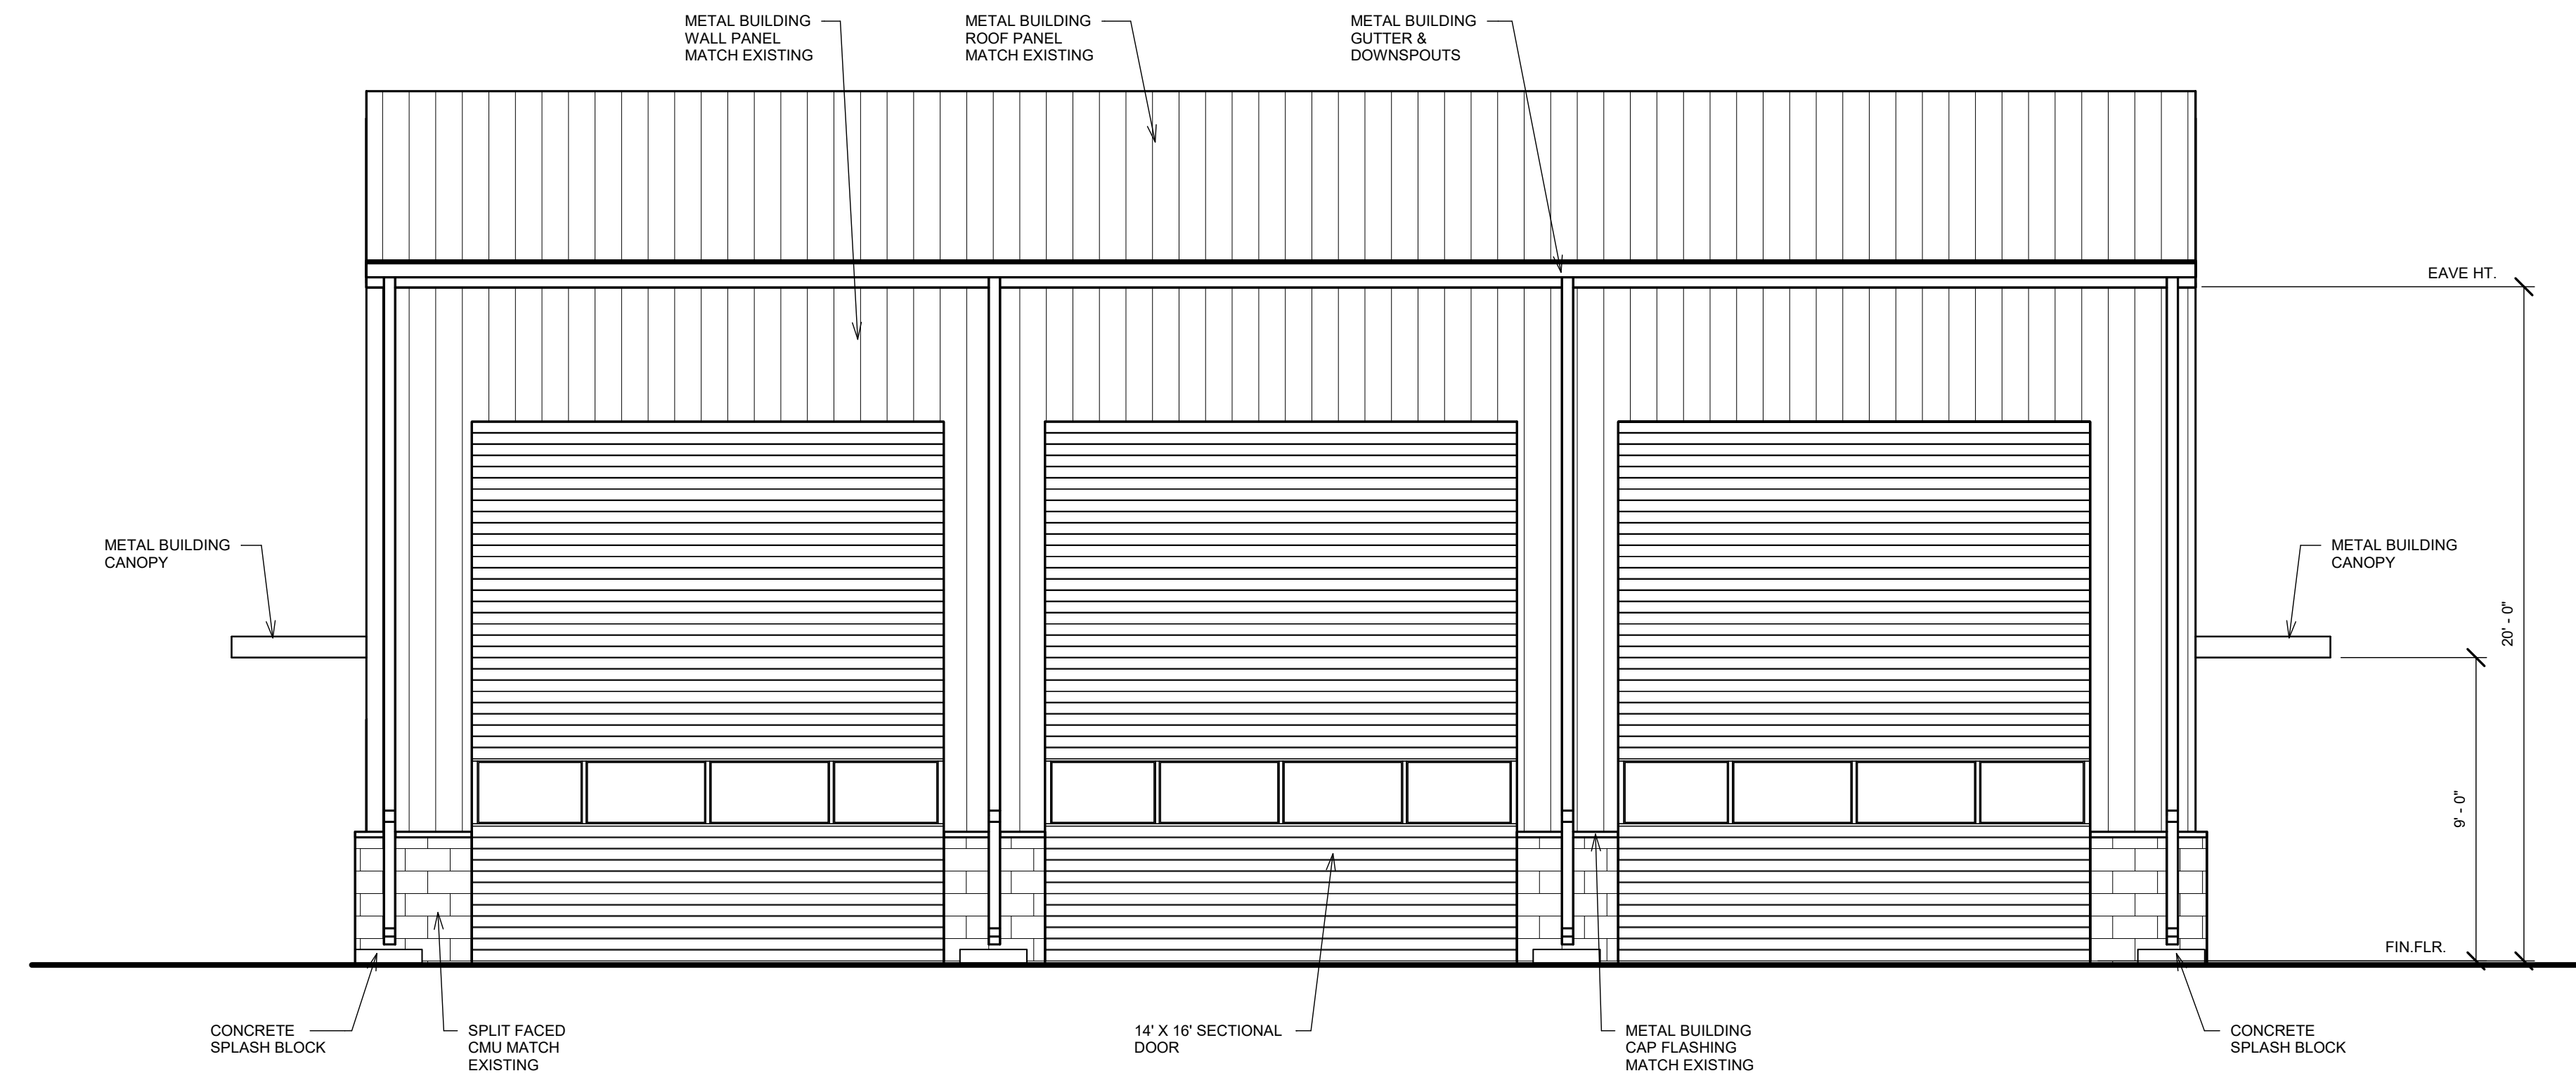 METAL BUILDING
WALL PANEL
MATCH EXISTING
METAL BUILDING
ROOF PANEL
MATCH EXISTING
METAL BUILDING
GUTTER &
DOWNSPOUTS
EAVE HT.
METAL BUILDING
CANOPY
METAL BUILDING
CANOPY
20' - 0"
9' - 0"
FIN.FLR.
CONCRETE
SPLASH BLOCK
SPLIT FACED
CMU MATCH
EXISTING
14' X 16' SECTIONAL
DOOR
METAL BUILDING
CAP FLASHING
MATCH EXISTING
CONCRETE
SPLASH BLOCK